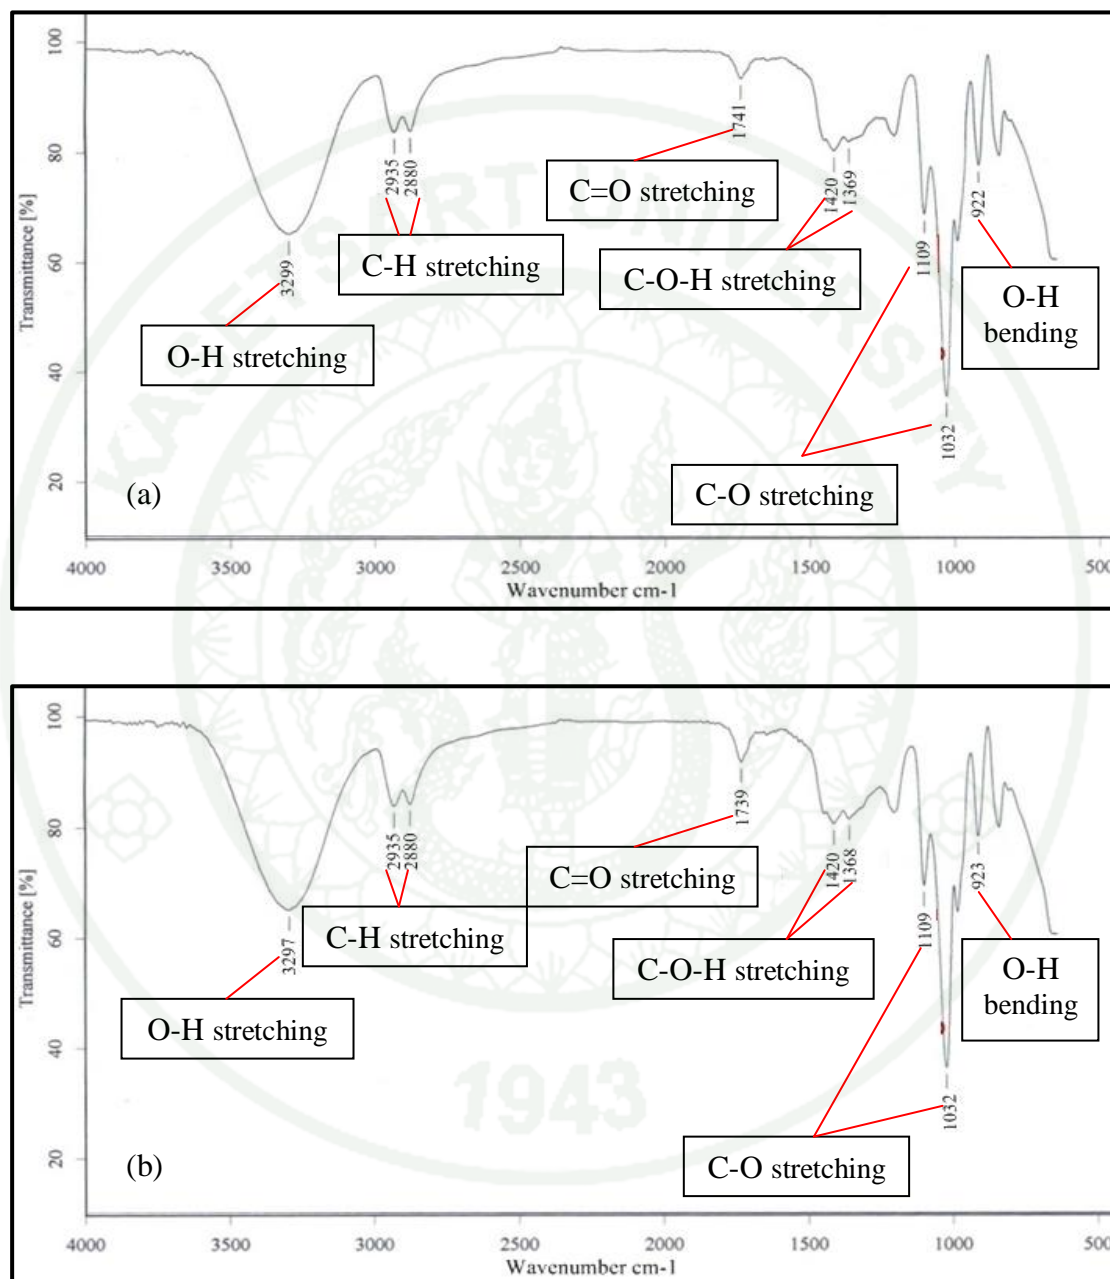 100
80
60
40
20
Transmittance [%]
3299
2935
2880
1741
1420
1369
1109
1032
922
O-H stretching
C-H stretching
C=O stretching
C-O-H stretching
C-O stretching
O-H
bending
(a)
4000 3500 3000 2500 2000 1500 1000 500
Wavenumber cm-1
KASETSART UNIVERSITY
100
80
60
40
20
Transmittance [%]
3297
2935
2880
1739
1420
1368
1109
1032
923
C=O stretching
C-H stretching
C-O-H stretching
O-H
bending
O-H stretching
C-O stretching
1943
(b)
4000 3500 3000 2500 2000 1500 1000 500
Wavenumber cm-1